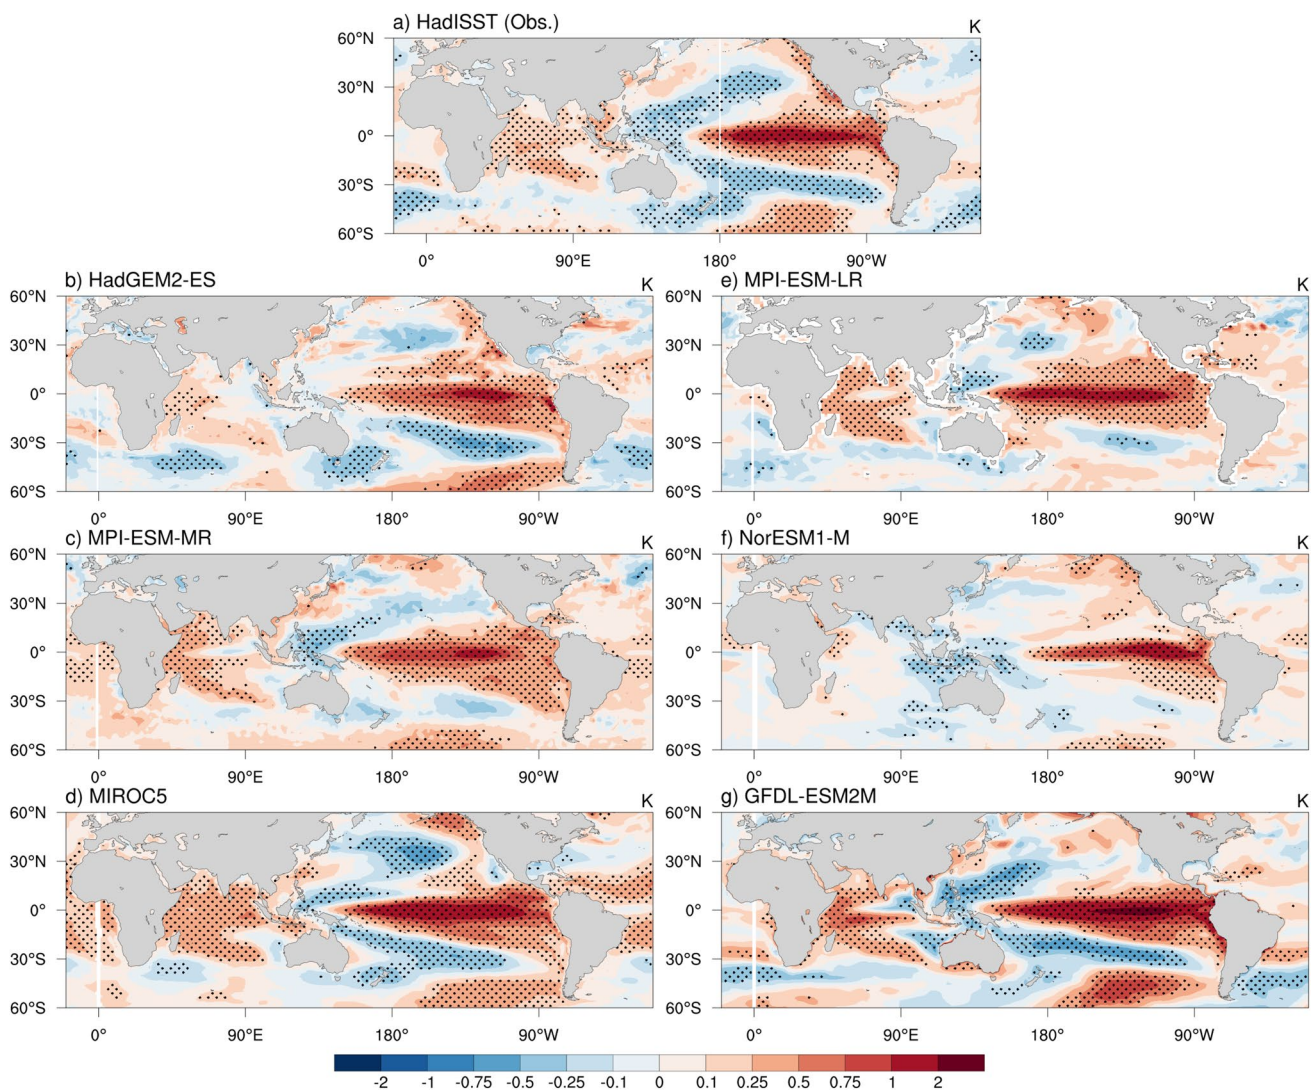 a) HadISST (Obs.) K
60°N
30°N
0°
30°S
60°S
0° 90°E 180° 90°W
b) HadGEM2-ES K
60°N
30°N
0°
30°S
60°S
0° 90°E 180° 90°W
e) MPI-ESM-LR K
60°N
30°N
0°
30°S
60°S
0° 90°E 180° 90°W
c) MPI-ESM-MR K
60°N
30°N
0°
30°S
60°S
0° 90°E 180° 90°W
f) NorESM1-M K
60°N
30°N
0°
30°S
60°S
0° 90°E 180° 90°W
d) MIROC5 K
60°N
30°N
0°
30°S
60°S
0° 90°E 180° 90°W
g) GFDL-ESM2M K
60°N
30°N
0°
30°S
60°S
0° 90°E 180° 90°W
-2 -1 -0.75 -0.5 -0.25 -0.1 0 0.1 0.25 0.5 0.75 1 2